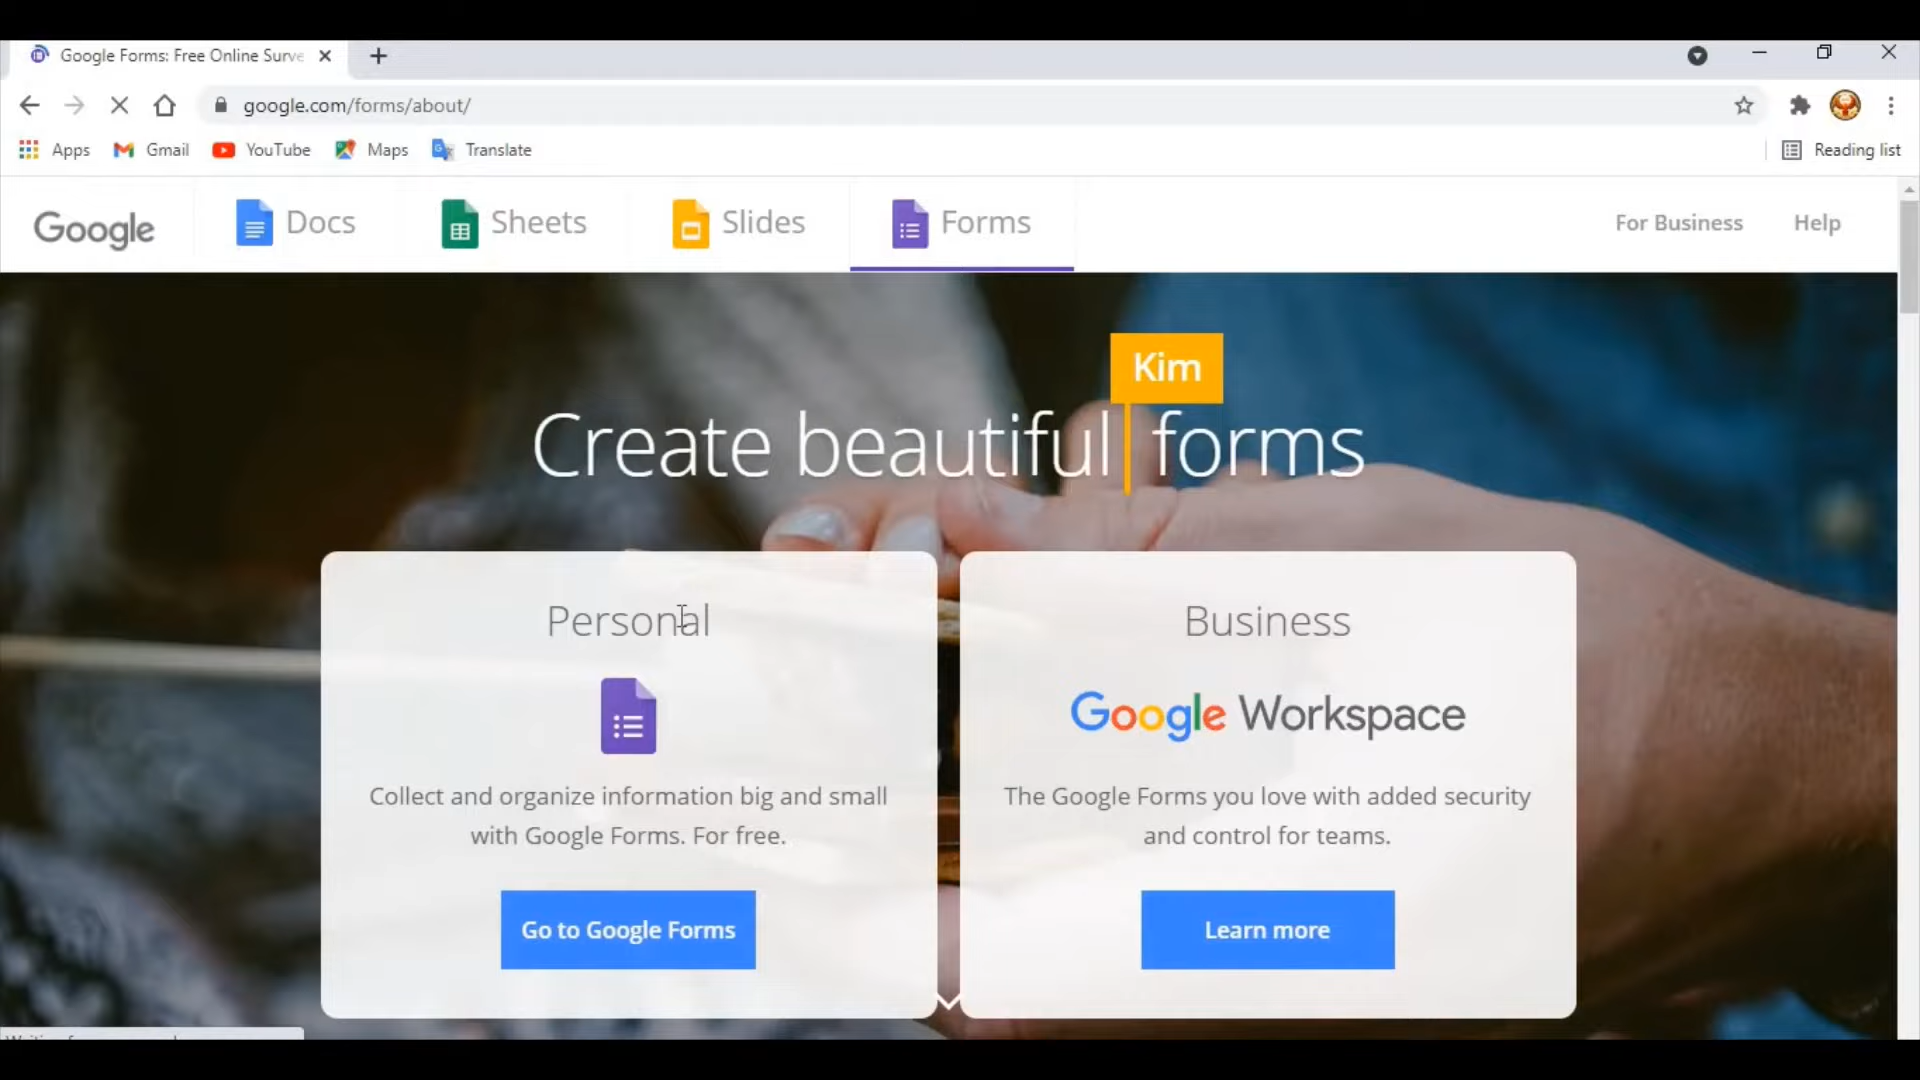 Google Forms: Free Online Surve
google.com/forms/about/
Apps Gmail YouTube Maps Translate Reading list
Google Docs Sheets Slides Forms For Business Help
Kim
Create beautiful forms
Personal
Collect and organize information big and small
with Google Forms. For free.
Go to Google Forms
Business
Google Workspace
The Google Forms you love with added security
and control for teams.
Learn more